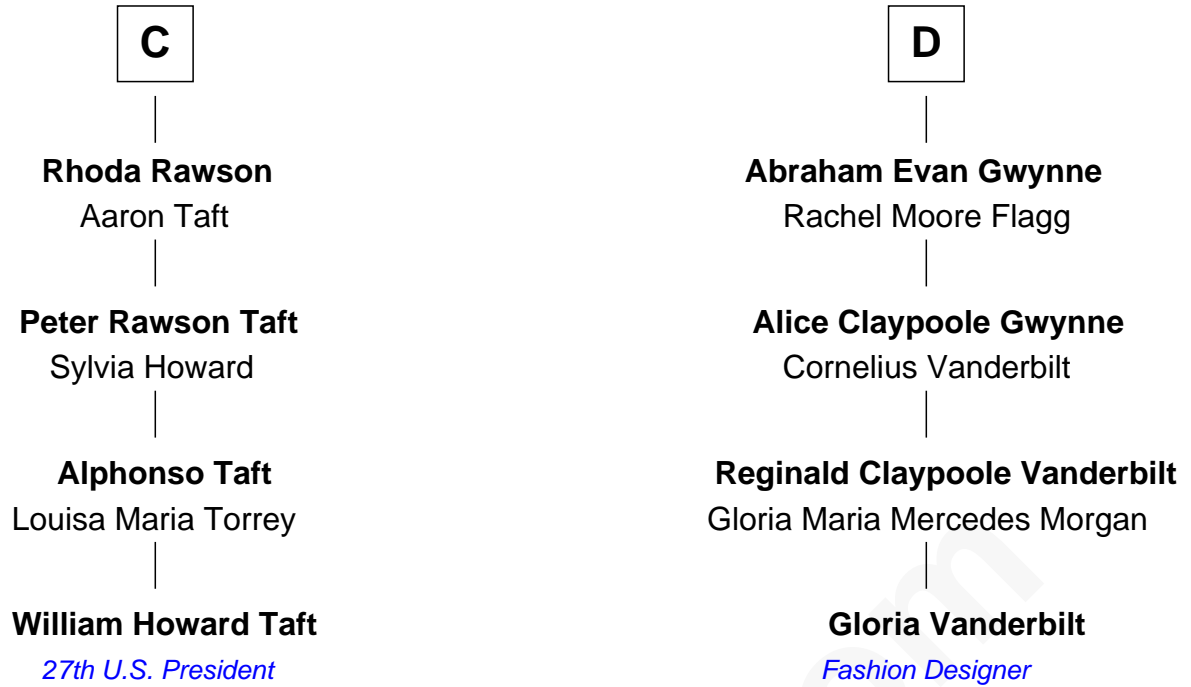 C
Rhoda Rawson
Aaron Taft
Peter Rawson Taft
Sylvia Howard
Alphonso Taft
Louisa Maria Torrey
William Howard Taft
27th U.S. President
D
Abraham Evan Gwynne
Rachel Moore Flagg
Alice Claypoole Gwynne
Cornelius Vanderbilt
Reginald Claypoole Vanderbilt
Gloria Maria Mercedes Morgan
Gloria Vanderbilt
Fashion Designer